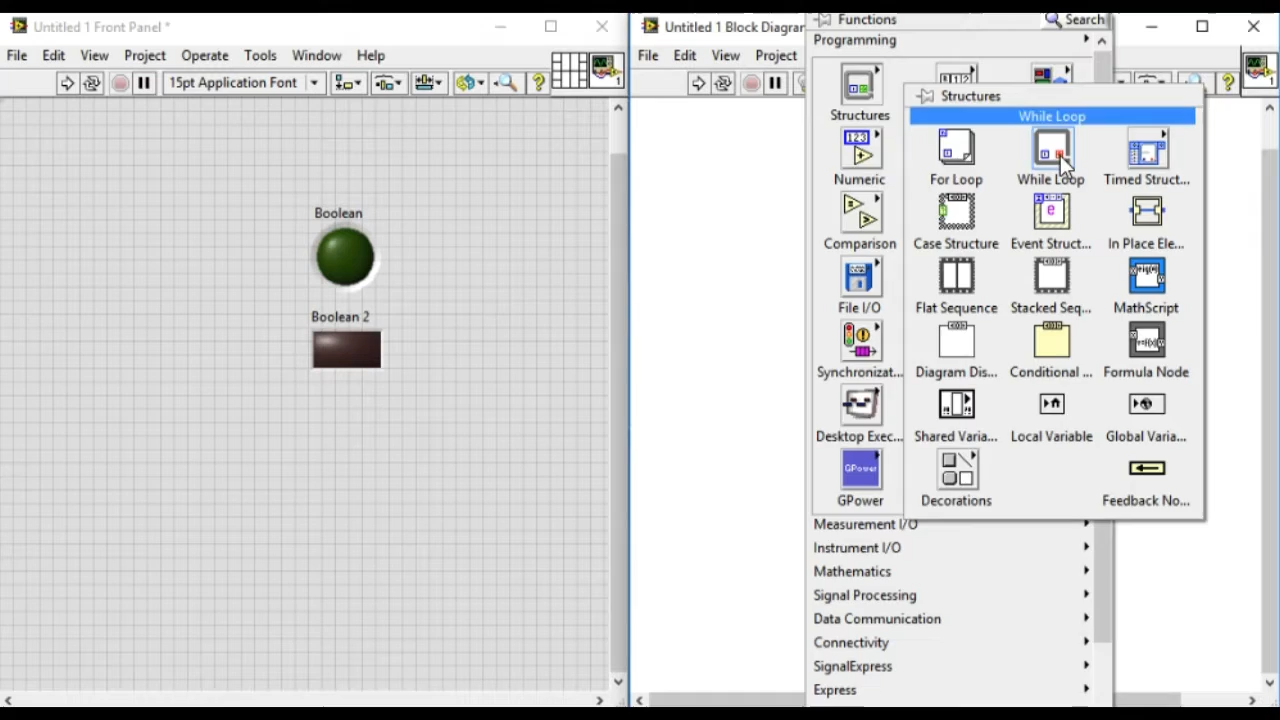 Untitled 1 Front Panel *
File Edit View Project Operate Tools Window Help
15pt Application Font
1
Boolean
Boolean 2
Untitled 1 Block Diagra
File Edit View Project
1
Functions Search
Programming
Structures
Numeric
123
Comparison
File I/O
Synchronizat...
Desktop Exec...
GPower
GPower
Structures
While Loop
For Loop While Loop Timed Struct...
Case Structure Event Struct... In Place Ele...
Flat Sequence Stacked Seq... MathScript
Diagram Dis... Conditional ... Formula Node
Shared Varia... Local Variable Global Varia...
Decorations Feedback No...
Measurement I/O
Instrument I/O
Mathematics
Signal Processing
Data Communication
Connectivity
SignalExpress
Express